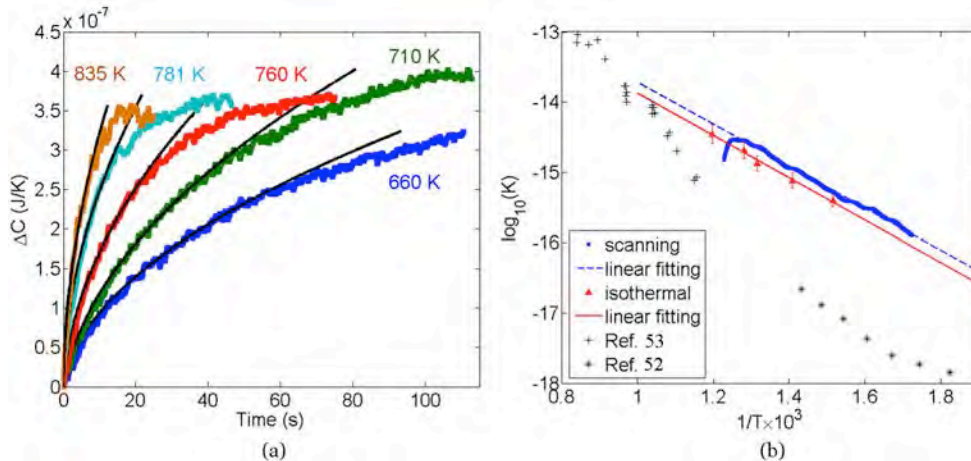 × 10⁻⁷
4.5
4
3.5
3
2.5
2
1.5
1
0.5
0
ΔC (J/K)
835 K
781 K
760 K
710 K
660 K
0 20 40 60 80 100
Time (s)
(a)
-13
-14
-15
-16
-17
-18
log₁₀(K)
scanning
linear fitting
isothermal
linear fitting
Ref. 53
Ref. 52
0.8 1 1.2 1.4 1.6 1.8
1/T×10³
(b)